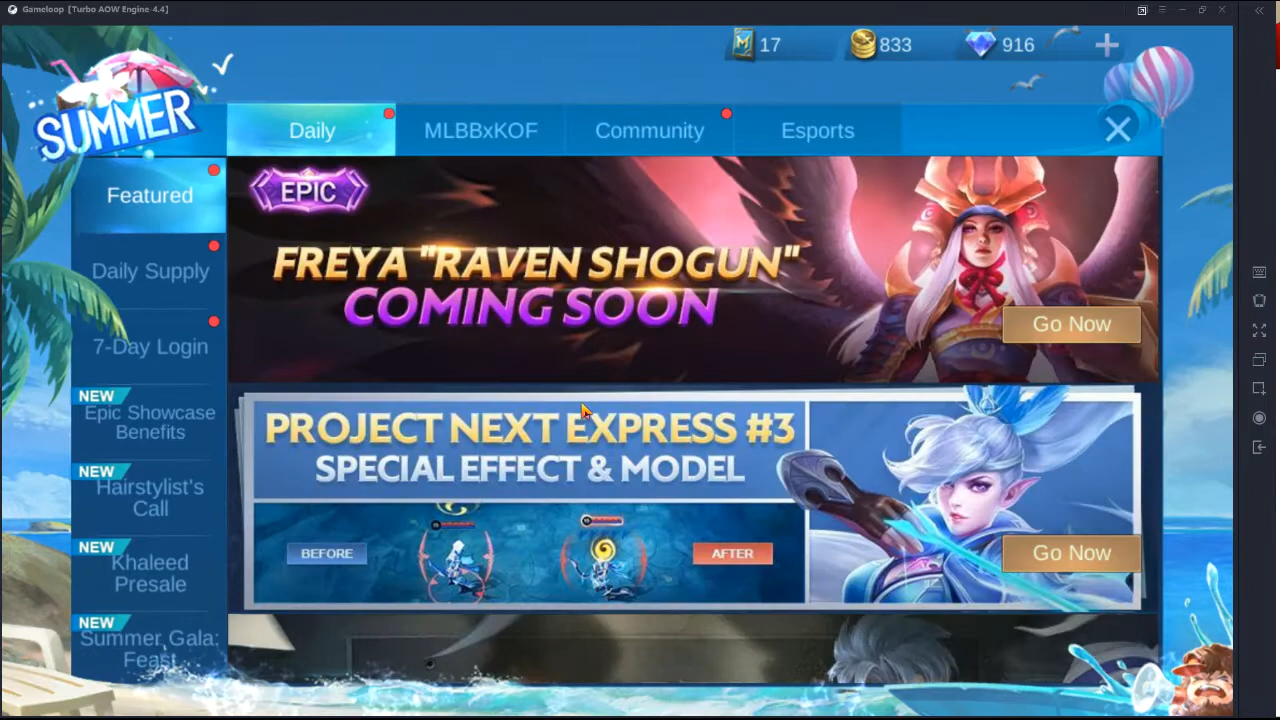 Gameloop [Turbo AOW Engine-4.4]
17
833
916
SUMMER
Daily
MLBBxKOF
Community
Esports
Featured
Daily Supply
7-Day Login
NEW
Epic Showcase
Benefits
NEW
Hairstylist's
Call
NEW
Khaleed
Presale
NEW
Summer Gala:
Feast
EPIC
FREYA "RAVEN SHOGUN"
COMING SOON
Go Now
PROJECT NEXT EXPRESS #3
SPECIAL EFFECT & MODEL
BEFORE
AFTER
Go Now